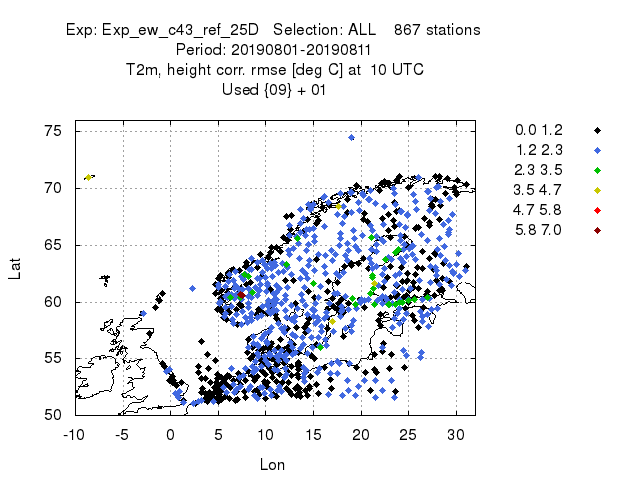 Exp: Exp_ew_c43_ref_25D Selection: ALL 867 stations
Period: 20190801-20190811
T2m, height corr. rmse [deg C] at 10 UTC
Used {09} + 01
0.0 1.2
1.2 2.3
2.3 3.5
3.5 4.7
4.7 5.8
5.8 7.0
75
70
65
60
55
50
Lat
-10 -5 0 5 10 15 20 25 30
Lon